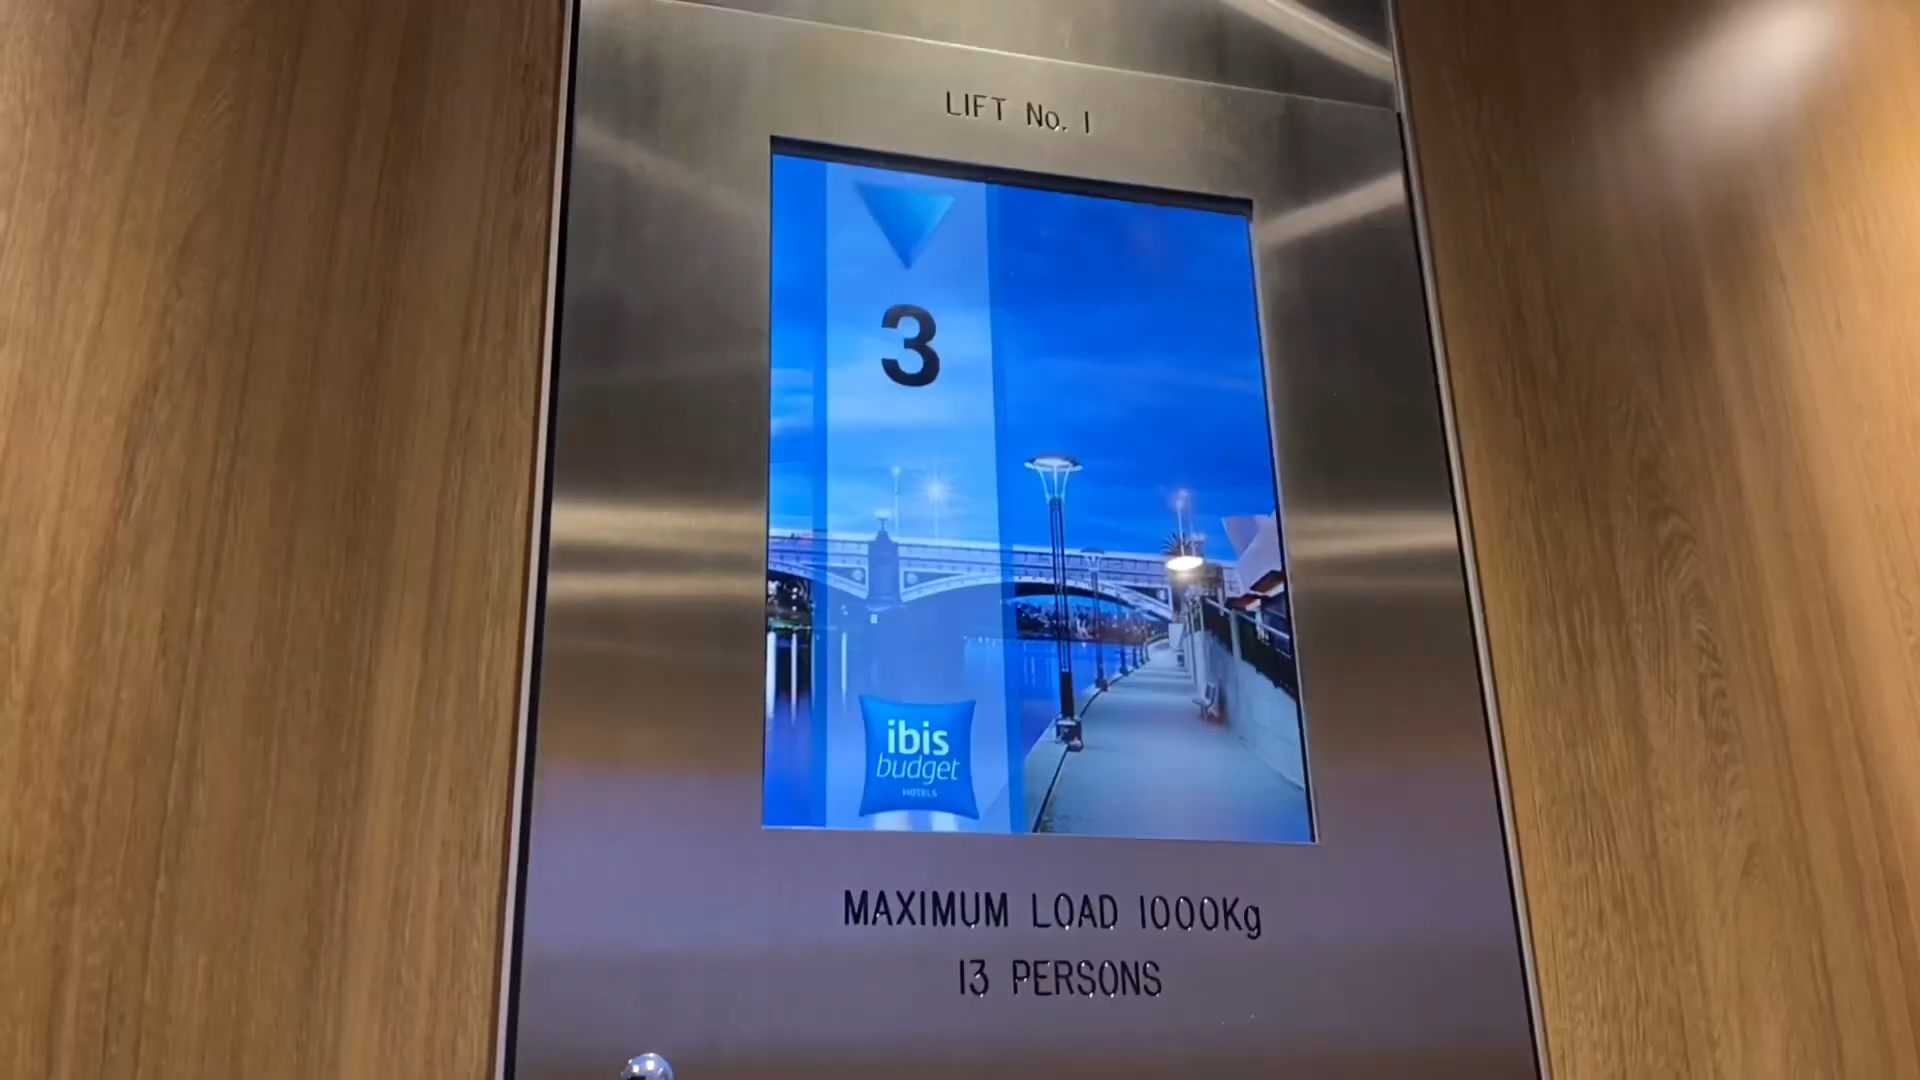 LIFT No. 1
3
ibis
budget
HOTELS
MAXIMUM LOAD 1000Kg
13 PERSONS